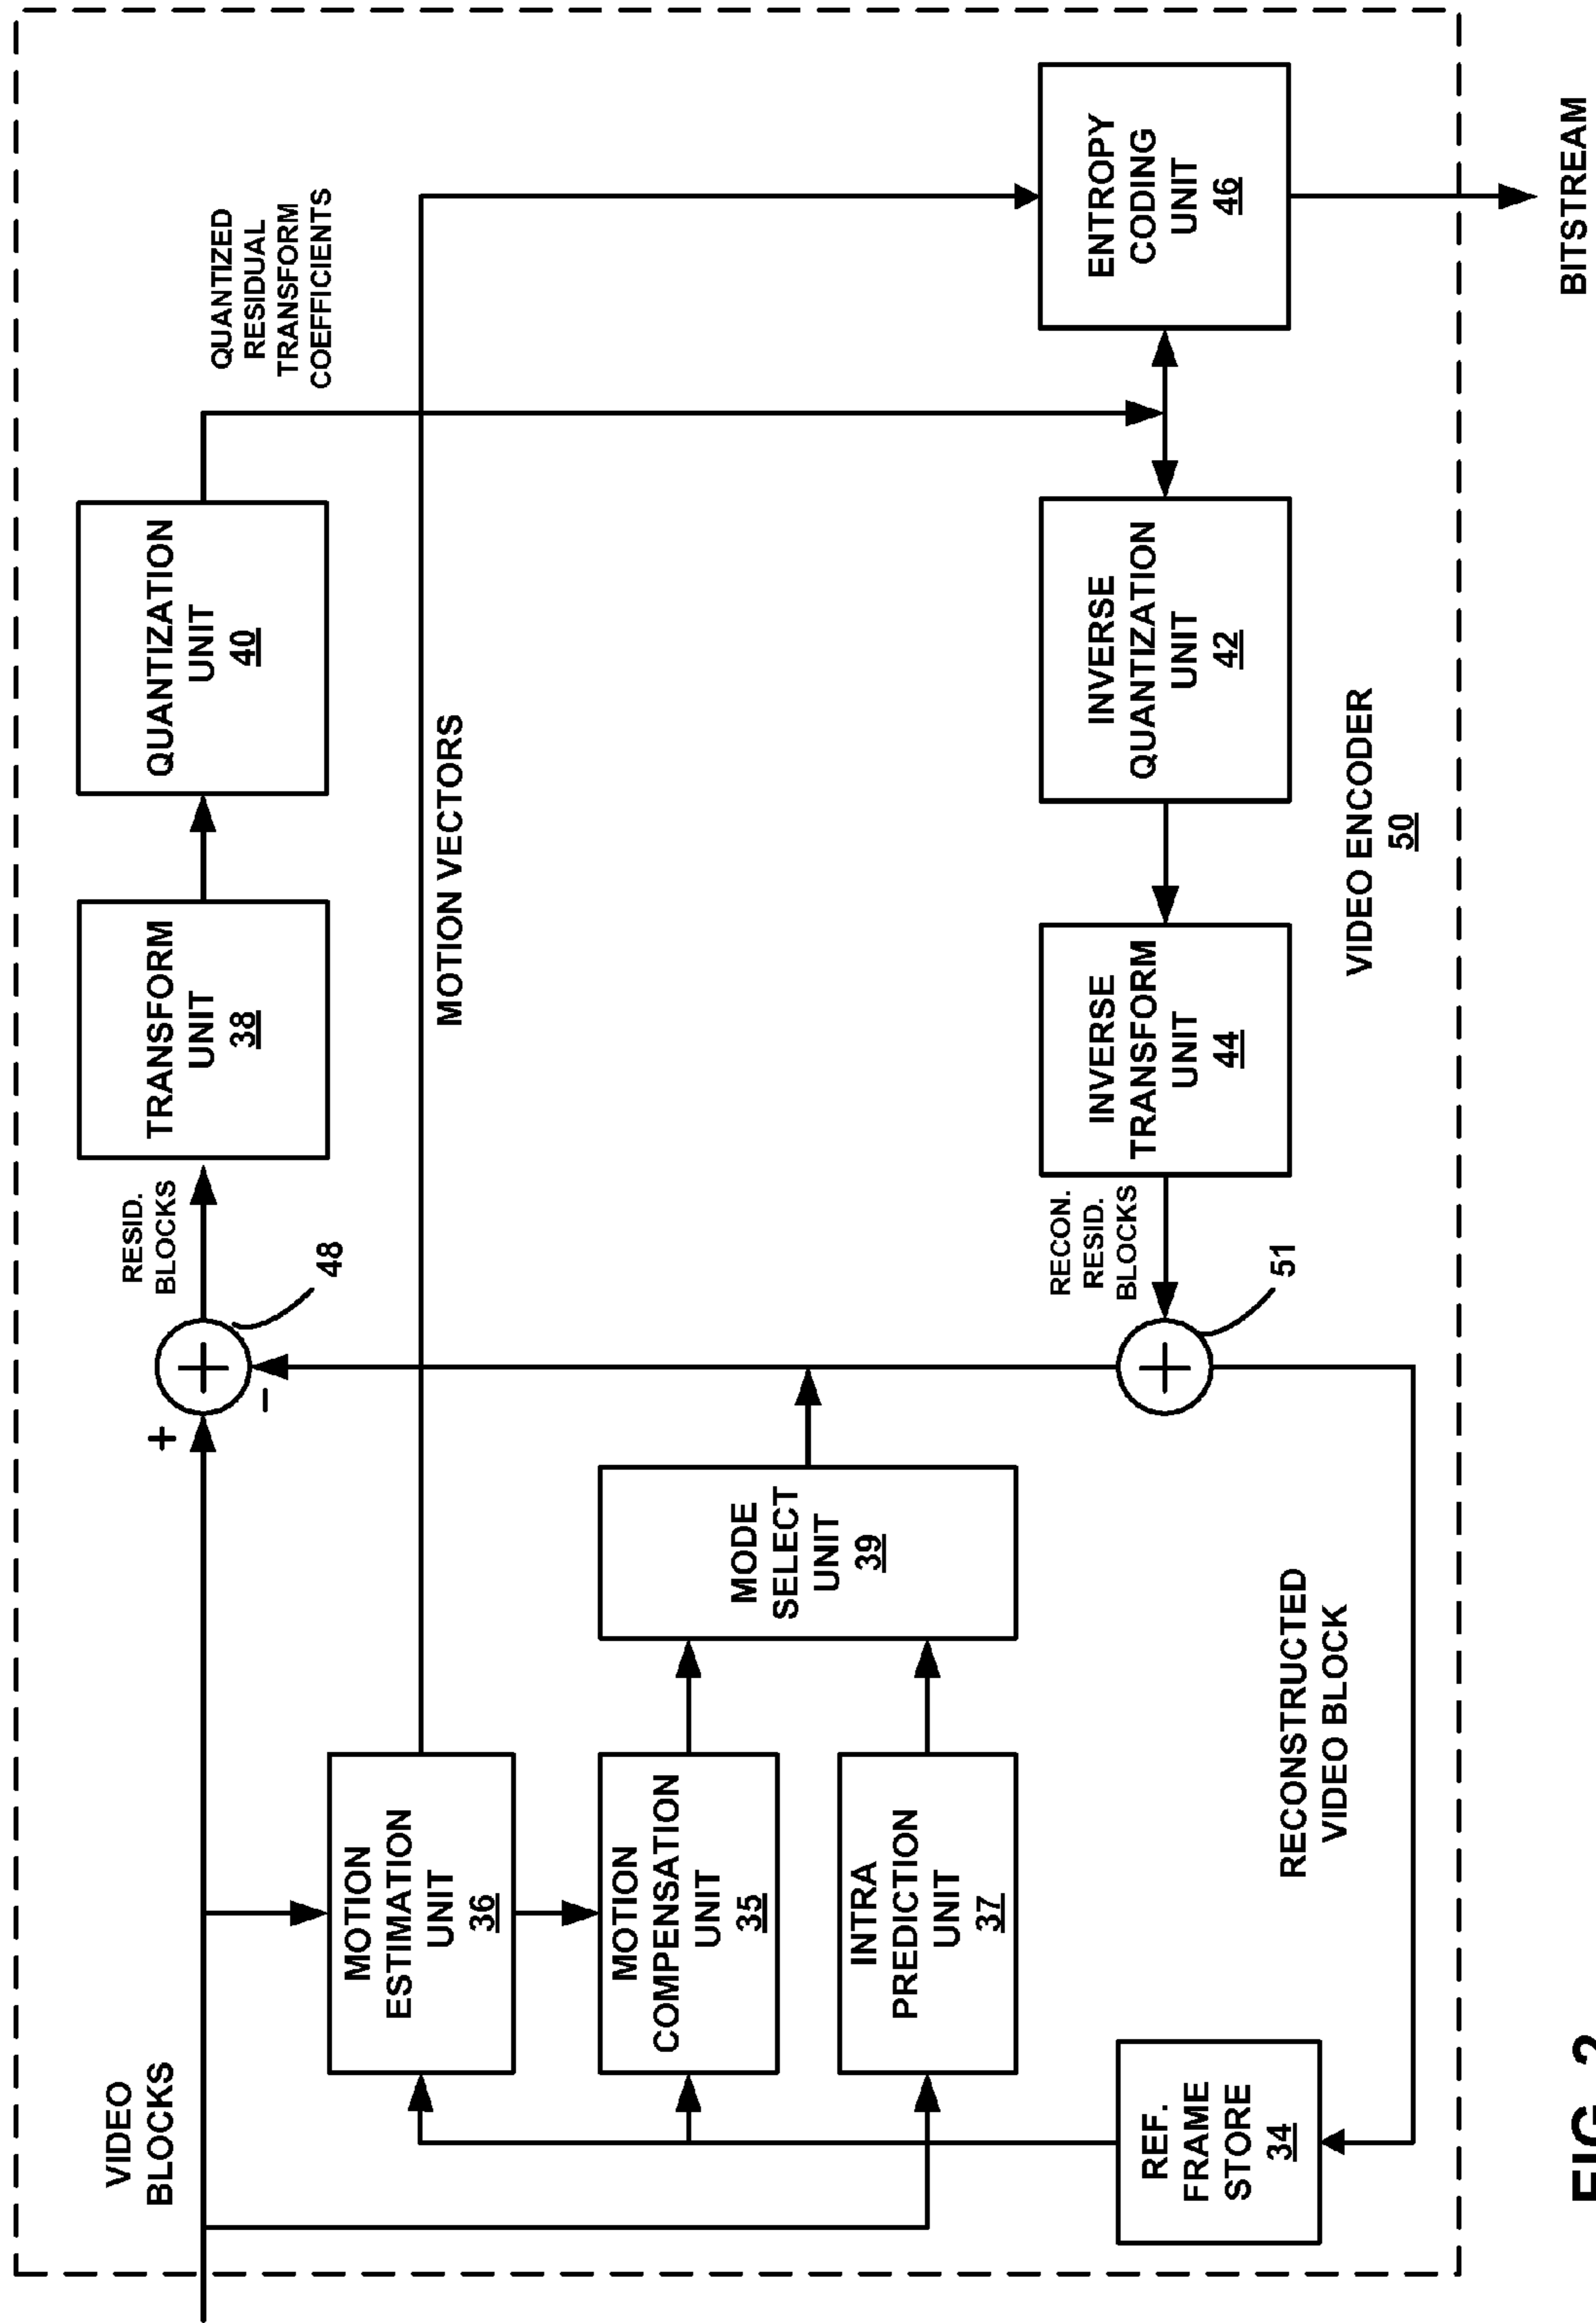 VIDEO
BLOCKS
+
–
48
RESID.
BLOCKS
TRANSFORM
UNIT
38
QUANTIZATION
UNIT
40
QUANTIZED
RESIDUAL
TRANSFORM
COEFFICIENTS
MOTION
ESTIMATION
UNIT
36
MOTION VECTORS
MOTION
COMPENSATION
UNIT
35
INTRA
PREDICTION
UNIT
37
MODE
SELECT
UNIT
39
REF.
FRAME
STORE
34
RECONSTRUCTED
VIDEO BLOCK
51
RECON.
RESID.
BLOCKS
INVERSE
TRANSFORM
UNIT
44
INVERSE
QUANTIZATION
UNIT
42
ENTROPY
CODING
UNIT
46
VIDEO ENCODER
50
BITSTREAM
FIG. 2